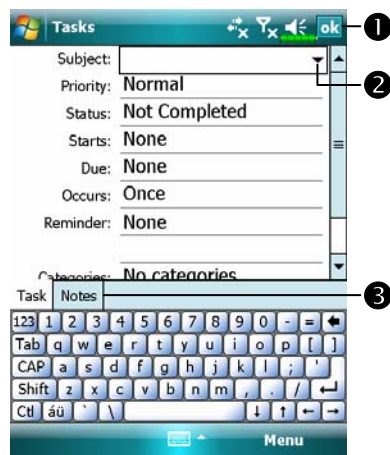 Tasks ok 1
Subject:
2
Priority: Normal
Status: Not Completed
Starts: None
Due: None
Occurs: Once
Reminder: None
Categories: No categories
Task Notes 3
123 1 2 3 4 5 6 7 8 9 0 - =
Tab q w e r t y u i o p [ ]
CAP a s d f g h j k l ; '
Shift z x c v b n m , . /
Ctl áü ` \
Menu